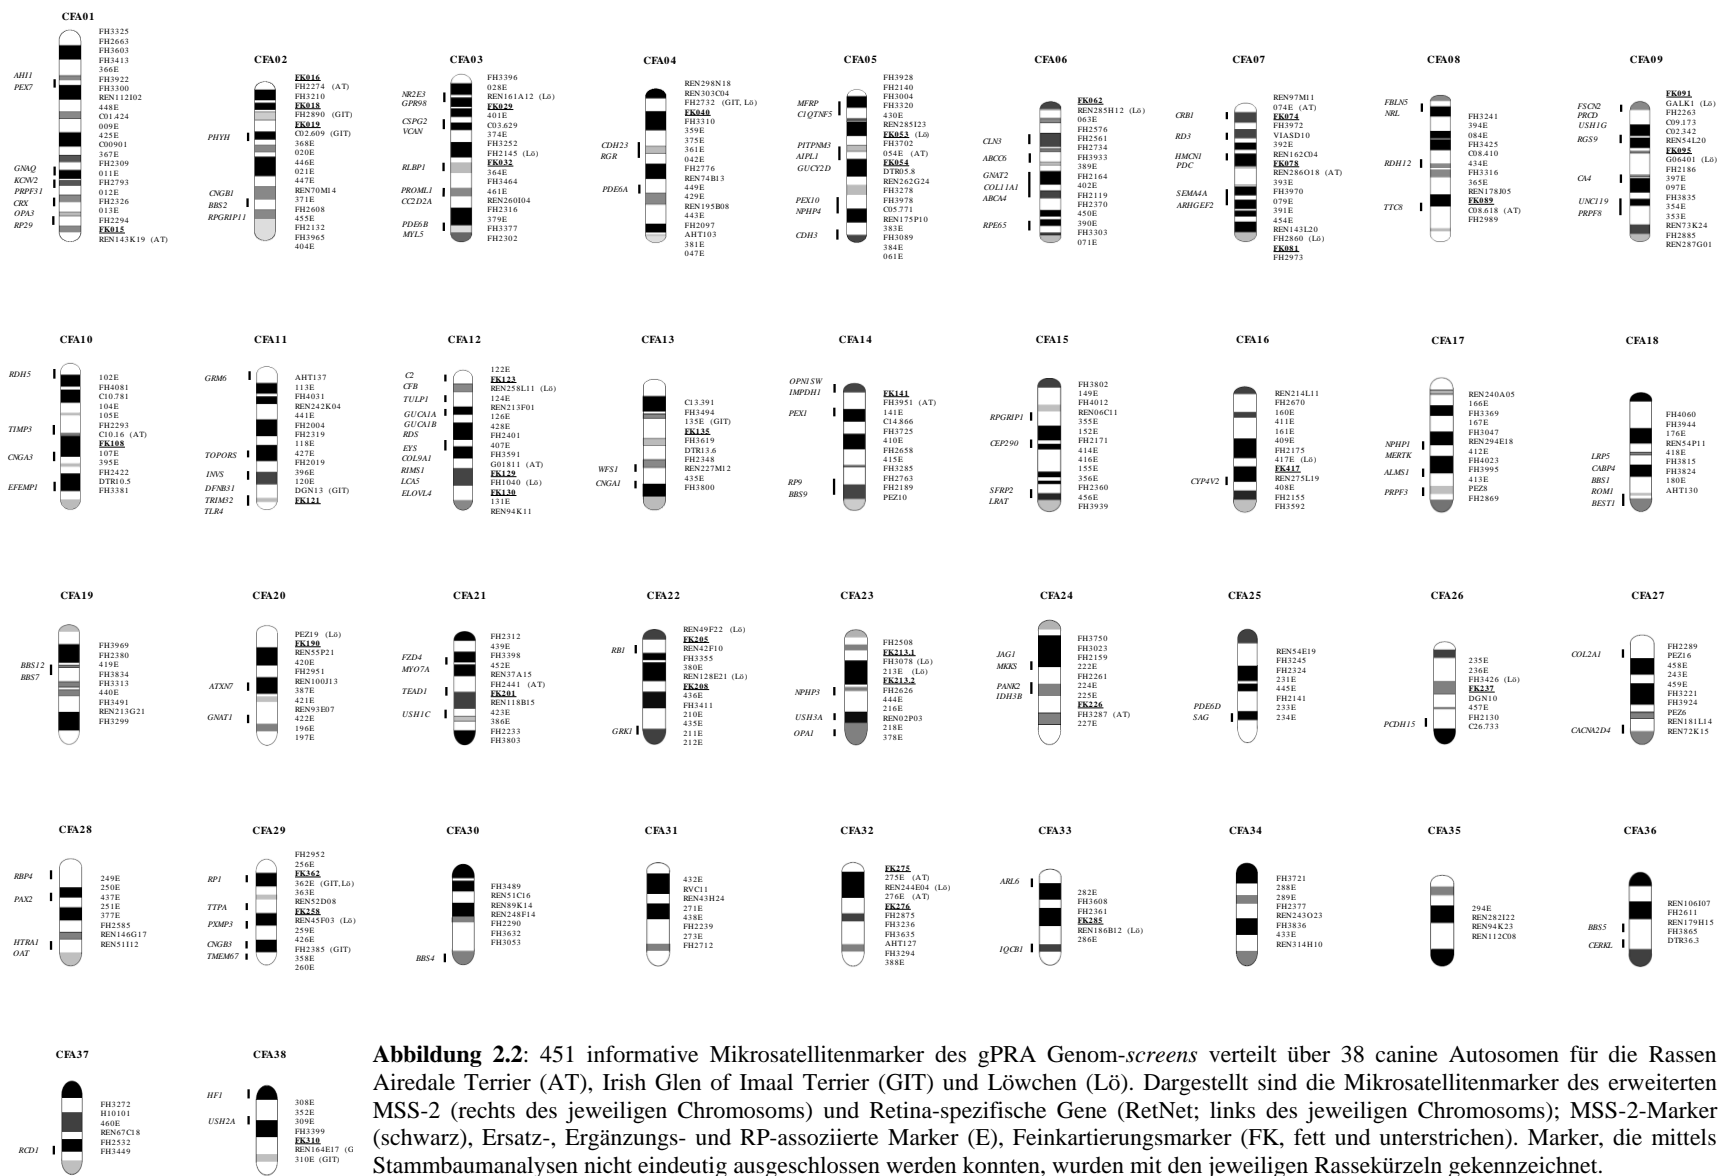 CFA01
FH3325
FH2663
FH3603
FH3413
366E
FH3922
FH3300
REN112I02
448E
C01.424
009E
425E
C00901
367E
FH2309
011E
FH2793
012E
FH2326
013E
FH2294
FK015
REN143K19 (AT)
AHI1
PEX7
GNAQ
KCNV2
PRPF31
CRX
OPA3
RP29
CFA02
FK016
FH2274 (AT)
FH3210
FK018
FH2890 (GIT)
FK019
C02.609 (GIT)
368E
020E
446E
021E
447E
REN70M14
371E
FH2608
455E
FH2132
FH3965
404E
PHYH
CNGB1
BBS2
RPGRIP11
CFA03
FH3396
028E
REN161A12 (Lö)
FK029
401E
C03.629
374E
FH3252
FH2145 (Lö)
FK032
364E
FH3464
461E
REN260I04
FH2316
379E
FH3377
FH2302
NR2E3
GPR98
CSPG2
VCAN
RLBP1
PROML1
CC2D2A
PDE6B
MYL5
CFA04
REN298N18
REN303C04
FH2732 (GIT, Lö)
FK040
FH3310
359E
375E
361E
042E
FH2776
REN74B13
449E
429E
REN195B08
443E
FH2097
AHT103
381E
047E
CDH23
RGR
PDE6A
CFA05
FH3928
FH2140
FH3004
FH3320
430E
REN285I23
FK053 (Lö)
FH3702
054E (AT)
FK054
DTR05.8
REN262G24
FH3278
FH3978
C05.771
REN175P10
383E
FH3089
384E
061E
MFRP
C1QTNF5
PITPNM3
AIPL1
GUCY2D
PEX10
NPHP4
CDH3
CFA06
FK062
REN285H12 (Lö)
063E
FH2576
FH2561
FH2734
FH3933
389E
FH2164
402E
FH2119
FH2370
450E
390E
FH3303
071E
CLN3
ABCC6
GNAT2
COL11A1
ABCA4
RPE65
CFA07
REN97M11
074E (AT)
FK074
FH3972
VIASD10
392E
REN162C04
FK078
REN286O18 (AT)
393E
FH3970
079E
391E
454E
REN143L20
FH2860 (Lö)
FK081
FH2973
CRB1
RD3
HMCN1
PDC
SEMA4A
ARHGEF2
CFA08
FH3241
394E
084E
FH3425
C08.410
434E
FH3316
365E
REN178J05
FK089
C08.618 (AT)
FH2989
FBLN5
NRL
RDH12
TTC8
CFA09
FK091
GALK1 (Lö)
FH2263
C09.173
C02.342
REN54L20
FK095
G06401 (Lö)
FH2186
397E
097E
FH3835
354E
353E
REN73K24
FH2885
REN287G01
FSCN2
PRCD
USH1G
RGS9
CA4
UNC119
PRPF8
CFA10
102E
FH4081
C10.781
104E
105E
FH2293
C10.16 (AT)
FK108
107E
395E
FH2422
DTR10.5
FH3381
RDH5
TIMP3
CNGA3
EFEMP1
CFA11
AHT137
113E
FH4031
REN242K04
441E
FH2004
FH2319
118E
427E
FH2019
396E
120E
DGN13 (GIT)
FK121
GRM6
TOPORS
INVS
DFNB31
TRIM32
TLR4
CFA12
122E
FK123
REN258L11 (Lö)
124E
REN213F01
126E
428E
FH2401
407E
FH3591
G01811 (AT)
FK129
FH1040 (Lö)
FK130
131E
REN94K11
C2
CFB
TULP1
GUCA1A
GUCA1B
RDS
EYS
COL9A1
RIMS1
LCA5
ELOVL4
CFA13
C13.391
FH3494
135E (GIT)
FK135
FH3619
DTR13.6
FH2348
REN227M12
435E
FH3800
WFS1
CNGA1
CFA14
FK141
FH3951 (AT)
141E
C14.866
FH3725
410E
FH2658
415E
FH3285
FH2763
FH2189
PEZ10
OPN1SW
IMPDH1
PEX1
RP9
BBS9
CFA15
FH3802
149E
FH4012
REN06C11
355E
152E
FH2171
414E
416E
155E
356E
FH2360
456E
FH3939
RPGRIP1
CEP290
SFRP2
LRAT
CFA16
REN214L11
FH2670
160E
411E
161E
409E
FH2175
417E (Lö)
FK417
REN275L19
408E
FH2155
FH3592
CYP4V2
CFA17
REN240A05
166E
FH3369
167E
FH3047
REN294E18
412E
FH4023
FH3995
413E
PEZ8
FH2869
NPHP1
MERTK
ALMS1
PRPF3
CFA18
FH4060
FH3944
176E
REN54P11
418E
FH3815
FH3824
180E
AHT130
LRP5
CABP4
BBS1
ROM1
BEST1
CFA19
FH3969
FH2380
419E
FH3834
FH3313
440E
FH3491
REN213G21
FH3299
BBS12
BBS7
CFA20
PEZ19 (Lö)
FK190
REN55P21
420E
FH2951
REN100J13
387E
421E
REN93E07
422E
196E
197E
ATXN7
GNAT1
CFA21
FH2312
439E
FH3398
452E
REN37A15
FH2441 (AT)
FK201
REN118B15
423E
386E
FH2233
FH3803
FZD4
MYO7A
TEAD1
USH1C
CFA22
REN49F22 (Lö)
FK205
REN42F10
FH3355
380E
REN128E21 (Lö)
FK208
436E
FH3411
210E
435E
211E
212E
RB1
GRK1
CFA23
FH2508
FK213.1
FH3078 (Lö)
213E (Lö)
FK213.2
FH2626
444E
216E
REN02P03
218E
378E
NPHP3
USH3A
OPA1
CFA24
FH3750
FH3023
FH2159
222E
FH2261
224E
225E
FK226
FH3287 (AT)
227E
JAG1
MKKS
PANK2
IDH3B
CFA25
REN54E19
FH3245
FH2324
231E
445E
FH2141
233E
234E
PDE6D
SAG
CFA26
235E
236E
FH3426 (Lö)
FK237
DGN10
457E
FH2130
C26.733
PCDH15
CFA27
FH2289
PEZ16
458E
243E
459E
FH3221
FH3924
PEZ6
REN181L14
REN72K15
COL2A1
CACNA2D4
CFA28
249E
250E
437E
251E
377E
FH2585
REN146G17
REN51I12
RBP4
PAX2
HTRA1
OAT
CFA29
FH2952
256E
FK362
362E (GIT,Lö)
363E
REN52D08
FK258
REN45F03 (Lö)
259E
426E
FH2385 (GIT)
358E
260E
RP1
TTPA
PXMP3
CNGB3
TMEM67
CFA30
FH3489
REN51C16
REN89K14
REN248F14
FH2290
FH3632
FH3053
BBS4
CFA31
432E
RVC11
REN43H24
271E
438E
FH2239
273E
FH2712
CFA32
FK275
275E (AT)
REN244E04 (Lö)
276E (AT)
FK276
FH2875
FH3236
FH3635
AHT127
FH3294
388E
CFA33
282E
FH3608
FH2361
FK285
REN186B12 (Lö)
286E
ARL6
IQCB1
CFA34
FH3721
288E
289E
FH2377
REN243O23
FH3836
433E
REN314H10
CFA35
294E
REN282I22
REN94K23
REN112C08
CFA36
REN106I07
FH2611
REN179H15
FH3865
DTR36.3
BBS5
CERKL
CFA37
FH3272
H10101
460E
REN67C18
FH2532
FH3449
RCD1
CFA38
308E
352E
309E
FH3399
FK310
REN164E17 (G
310E (GIT)
HF1
USH2A
Abbildung 2.2: 451 informative Mikrosatellitenmarker des gPRA Genom-screens verteilt über 38 canine Autosomen für die Rassen
Airedale Terrier (AT), Irish Glen of Imaal Terrier (GIT) und Löwchen (Lö). Dargestellt sind die Mikrosatellitenmarker des erweiterten
MSS-2 (rechts des jeweiligen Chromosoms) und Retina-spezifische Gene (RetNet; links des jeweiligen Chromosoms); MSS-2-Marker
(schwarz), Ersatz-, Ergänzungs- und RP-assoziierte Marker (E), Feinkartierungsmarker (FK, fett und unterstrichen). Marker, die mittels
Stammbaumanalysen nicht eindeutig ausgeschlossen werden konnten, wurden mit den jeweiligen Rassekürzeln gekennzeichnet.